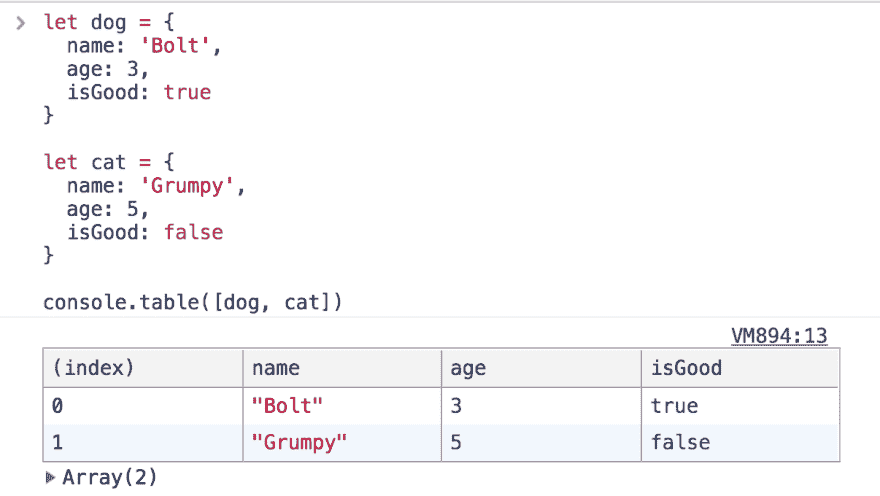 let dog = {
  name: 'Bolt',
  age: 3,
  isGood: true
}
let cat = {
  name: 'Grumpy',
  age: 5,
  isGood: false
}
console.table([dog, cat])
VM894:13
(index) name age isGood
0 "Bolt" 3 true
1 "Grumpy" 5 false
Array(2)